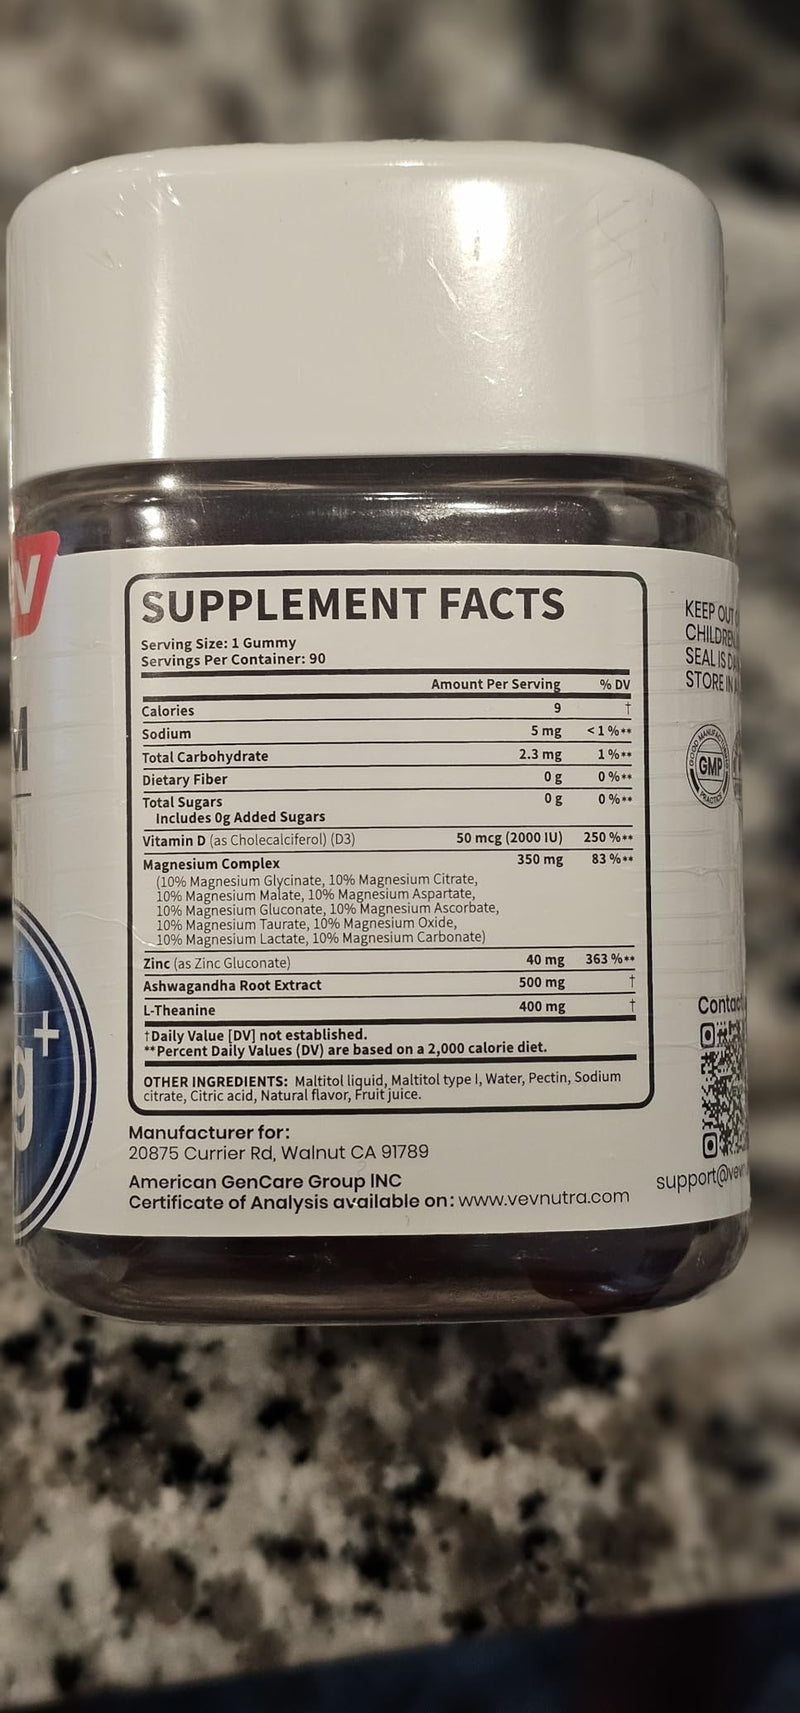 SUPPLEMENT FACTS
Serving Size: 1 Gummy
Servings Per Container: 90
Amount Per Serving % DV
Calories 9 †
Sodium 5 mg <1%**
Total Carbohydrate 2.3 mg 1%**
Dietary Fiber 0 g 0%**
Total Sugars 0 g 0%**
Includes 0g Added Sugars
Vitamin D (as Cholecalciferol) (D3) 50 mcg (2000 IU) 250%**
Magnesium Complex 350 mg 83%**
(10% Magnesium Glycinate, 10% Magnesium Citrate,
10% Magnesium Malate, 10% Magnesium Aspartate,
10% Magnesium Gluconate, 10% Magnesium Ascorbate,
10% Magnesium Taurate, 10% Magnesium Oxide,
10% Magnesium Lactate, 10% Magnesium Carbonate)
Zinc (as Zinc Gluconate) 40 mg 363%**
Ashwagandha Root Extract 500 mg †
L-Theanine 400 mg †
†Daily Value [DV] not established.
**Percent Daily Values (DV) are based on a 2,000 calorie diet.
OTHER INGREDIENTS: Maltitol liquid, Maltitol type I, Water, Pectin, Sodium
citrate, Citric acid, Natural flavor, Fruit juice.
Manufacturer for:
20875 Currier Rd, Walnut CA 91789
American GenCare Group INC
Certificate of Analysis available on: www.vevnutra.com
M
g+
KEEP OUT
CHILDREN
SEAL IS
STORE IN
GOOD MANUFACTURING
GMP
PRACTICE
Contact
support@vev